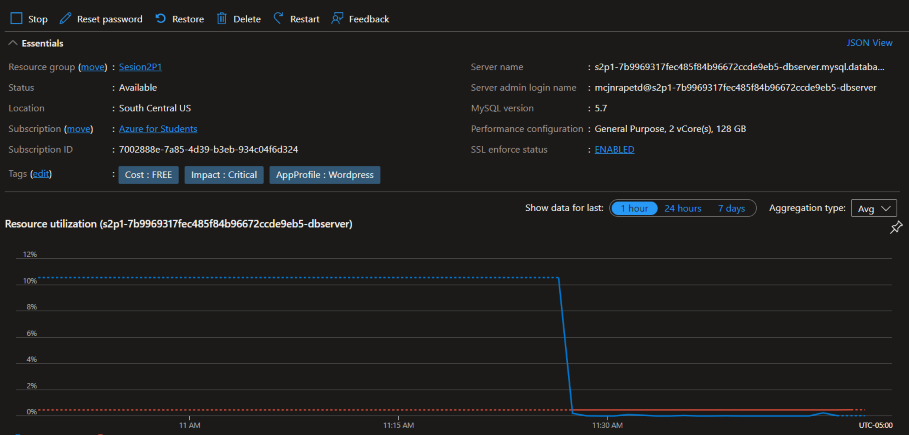 Stop Reset password Restore Delete Restart Feedback
Essentials JSON View
Resource group (move) : Sesion2P1
Status : Available
Location : South Central US
Subscription (move) : Azure for Students
Subscription ID : 7002888e-7a85-4d39-b3eb-934c04f6d324
Tags (edit) : Cost : FREE Impact : Critical AppProfile : Wordpress
Server name : s2p1-7b9969317fec485f84b96672ccde9eb5-dbserver.mysql.databa...
Server admin login name : mcjnrapetd@s2p1-7b9969317fec485f84b96672ccde9eb5-dbserver
MySQL version : 5.7
Performance configuration : General Purpose, 2 vCore(s), 128 GB
SSL enforce status : ENABLED
Show data for last: 1 hour 24 hours 7 days Aggregation type: Avg
Resource utilization (s2p1-7b9969317fec485f84b96672ccde9eb5-dbserver)
12%
10%
8%
6%
4%
2%
0%
11 AM 11:15 AM 11:30 AM UTC-05:00